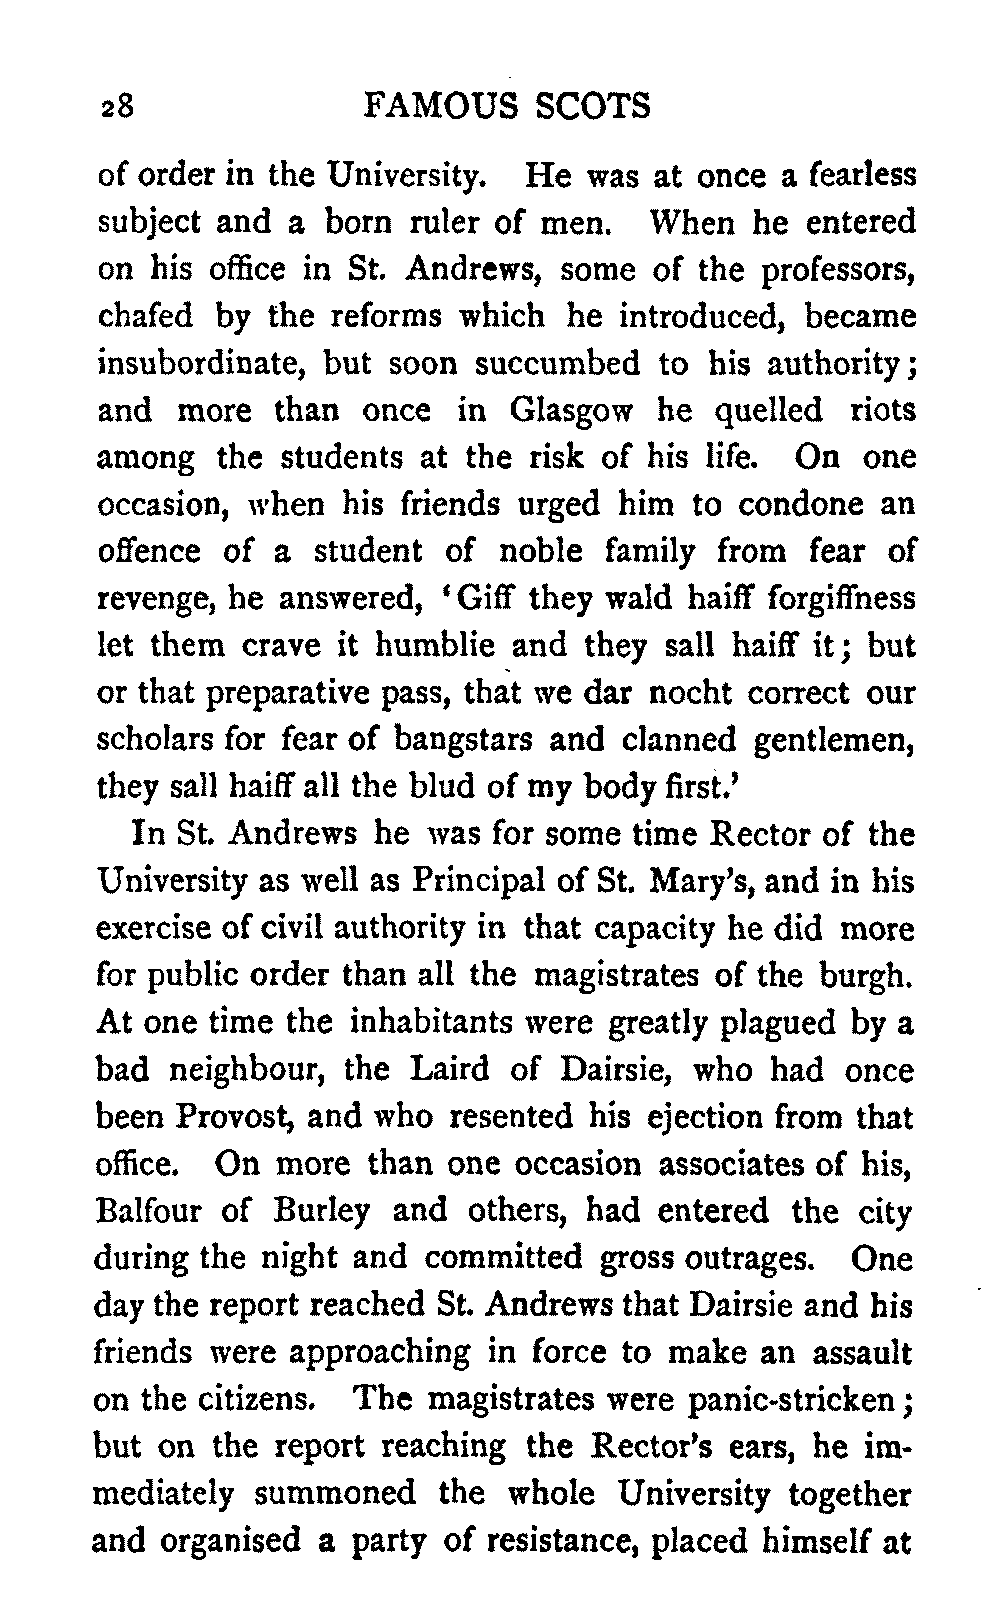 28 FAMOUS SCOTS
of order in the University. He was at once a fearless
subject and a born ruler of men. When he entered
on his office in St. Andrews, some of the professors,
chafed by the reforms which he introduced, became
insubordinate, but soon succumbed to his authority;
and more than once in Glasgow he quelled riots
among the students at the risk of his life. On one
occasion, when his friends urged him to condone an
offence of a student of noble family from fear of
revenge, he answered, ‘Giff they wald haiff forgiffness
let them crave it humblie and they sall haiff it; but
or that preparative pass, that we dar nocht correct our
scholars for fear of bangstars and clanned gentlemen,
they sall haiff all the blud of my body first.’
In St. Andrews he was for some time Rector of the
University as well as Principal of St. Mary's, and in his
exercise of civil authority in that capacity he did more
for public order than all the magistrates of the burgh.
At one time the inhabitants were greatly plagued by a
bad neighbour, the Laird of Dairsie, who had once
been Provost, and who resented his ejection from that
office. On more than one occasion associates of his,
Balfour of Burley and others, had entered the city
during the night and committed gross outrages. One
day the report reached St. Andrews that Dairsie and his
friends were approaching in force to make an assault
on the citizens. The magistrates were panic-stricken;
but on the report reaching the Rector's ears, he im-
mediately summoned the whole University together
and organised a party of resistance, placed himself at